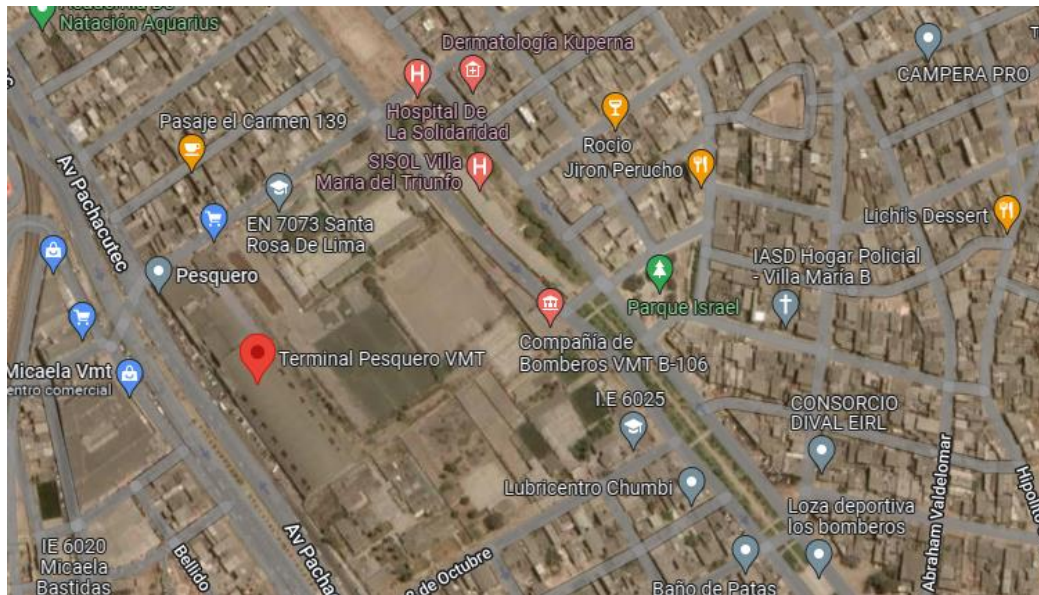 Academia De
Natación Aquarius
Dermatología Kuperna
CAMPERA PRO
Hospital De
La Solidaridad
Pasaje el Carmen 139
Rocio
SISOL Villa
Maria del Triunfo
Jiron Perucho
Av Pachacutec
EN 7073 Santa
Rosa De Lima
Lichi's Dessert
IASD Hogar Policial
- Villa María B
Pesquero
Parque Israel
Terminal Pesquero VMT
Compañía de
Bomberos VMT B-106
Micaela Vmt
entro comercial
I.E 6025
CONSORCIO
DIVAL EIRL
Lubricentro Chumbi
Abraham Valdelomar
Hipolito
Loza deportiva
los bomberos
Av Pachac
de Octubre
IE 6020
Micaela
Bastidas
Bellido
Baño de Patas